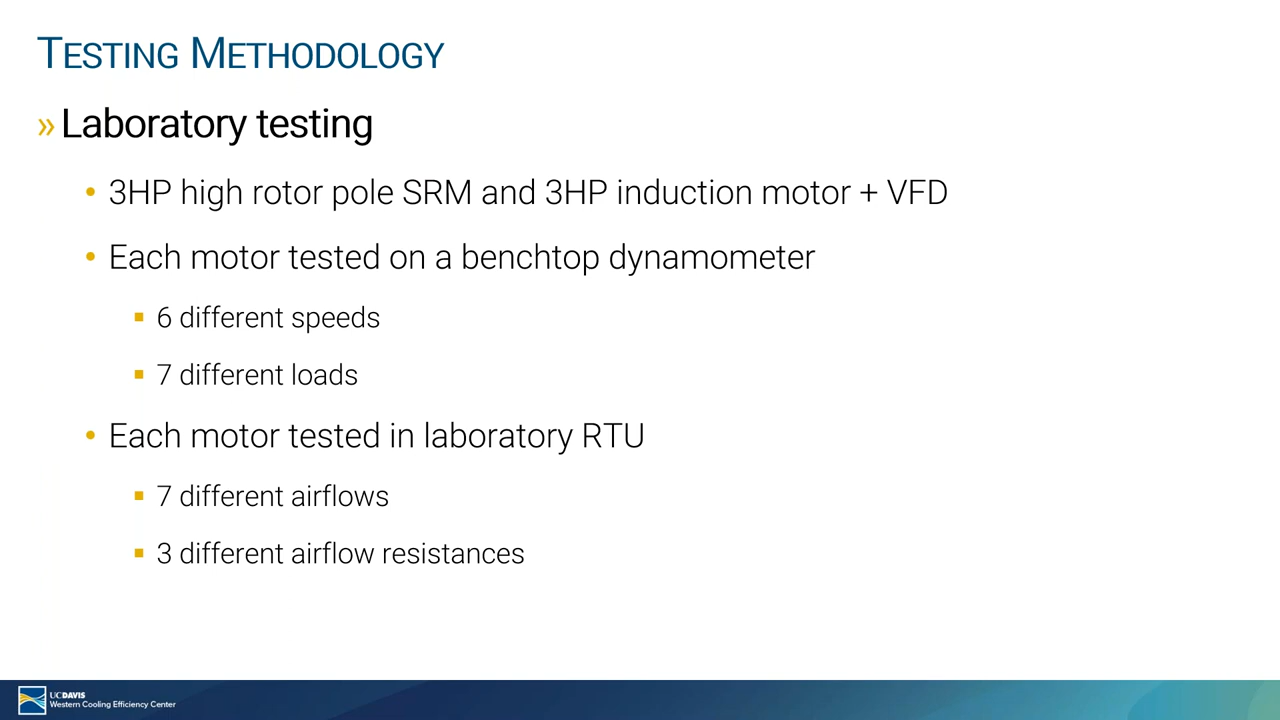 TESTING METHODOLOGY
» Laboratory testing
• 3HP high rotor pole SRM and 3HP induction motor + VFD
• Each motor tested on a benchtop dynamometer
▪ 6 different speeds
▪ 7 different loads
• Each motor tested in laboratory RTU
▪ 7 different airflows
▪ 3 different airflow resistances
UCDAVIS
Western Cooling Efficiency Center